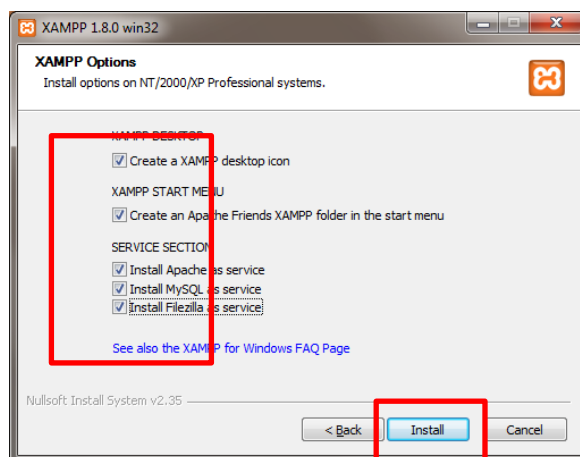 XAMPP 1.8.0 win32
XAMPP Options
Install options on NT/2000/XP Professional systems.
XAMPP DESKTOP
Create a XAMPP desktop icon
XAMPP START MENU
Create an Apache Friends XAMPP folder in the start menu
SERVICE SECTION
Install Apache as service
Install MySQL as service
Install Filezilla as service
See also the XAMPP for Windows FAQ Page
Nullsoft Install System v2.35
< Back Install Cancel